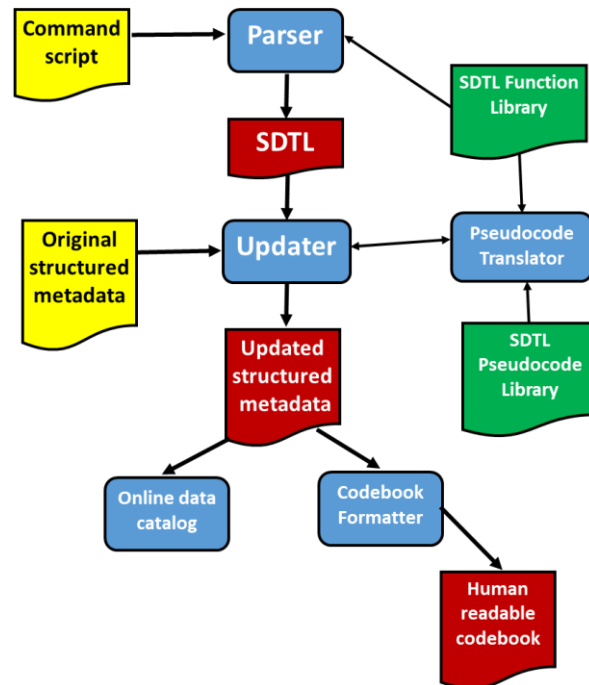 Command
script
Parser
SDTL Function
Library
SDTL
Original
structured
metadata
Updater
Pseudocode
Translator
Updated
structured
metadata
SDTL
Pseudocode
Library
Online data
catalog
Codebook
Formatter
Human
readable
codebook